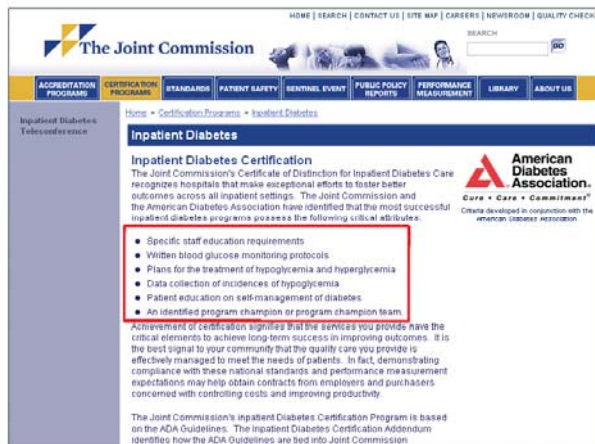 HOME | SEARCH | CONTACT US | SITE MAP | CAREERS | NEWSROOM | QUALITY CHECK
The Joint Commission
SEARCH
GO
ACCREDITATION PROGRAMS
CERTIFICATION PROGRAMS
STANDARDS
PATIENT SAFETY
SENTINEL EVENT
PUBLIC POLICY REPORTS
PERFORMANCE MEASUREMENT
LIBRARY
ABOUT US
Inpatient Diabetes
Teleconference
Home > Certification Programs > Inpatient Diabetes
Inpatient Diabetes
Inpatient Diabetes Certification
The Joint Commission's Certificate of Distinction for Inpatient Diabetes Care
recognizes hospitals that make exceptional efforts to foster better
outcomes across all inpatient settings. The Joint Commission and
the American Diabetes Association have identified that the most successful
inpatient diabetes programs possess the following critical attributes:
American
Diabetes
Association.
Cure • Care • Commitment®
Criteria developed in conjunction with the
American Diabetes Association
• Specific staff education requirements
• Written blood glucose monitoring protocols
• Plans for the treatment of hypoglycemia and hyperglycemia
• Data collection of incidences of hypoglycemia
• Patient education on self-management of diabetes
• An identified program champion or program champion team.
Achievement of certification signifies that the services you provide have the
critical elements to achieve long-term success in improving outcomes. It is
the best signal to your community that the quality care you provide is
effectively managed to meet the needs of patients. In fact, demonstrating
compliance with these national standards and performance measurement
expectations may help obtain contracts from employers and purchasers
concerned with controlling costs and improving productivity.
The Joint Commission's inpatient Diabetes Certification Program is based
on the ADA Guidelines. The Inpatient Diabetes Certification Addendum
identifies how the ADA Guidelines are tied into Joint Commission